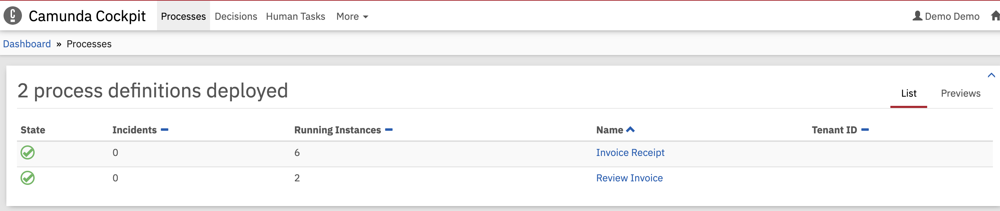 Camunda Cockpit Processes Decisions Human Tasks More Demo Demo
Dashboard » Processes
2 process definitions deployed
List Previews
State Incidents Running Instances Name Tenant ID
0 6 Invoice Receipt
0 2 Review Invoice